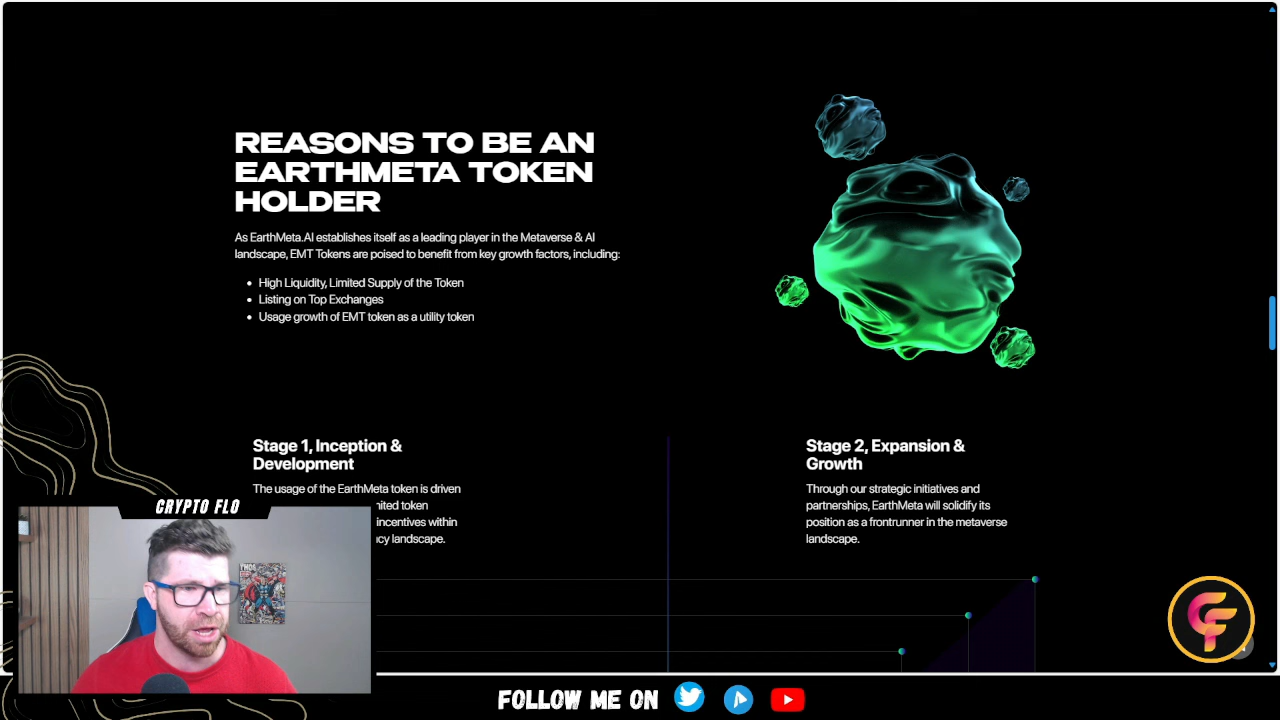 REASONS TO BE AN
EARTHMETA TOKEN
HOLDER
As EarthMeta.AI establishes itself as a leading player in the Metaverse & AI
landscape, EMT Tokens are poised to benefit from key growth factors, including:
High Liquidity, Limited Supply of the Token
Listing on Top Exchanges
Usage growth of EMT token as a utility token
Stage 1, Inception &
Development
The usage of the EarthMeta token is driven
token
incentives within
landscape.
Stage 2, Expansion &
Growth
Through our strategic initiatives and
partnerships, EarthMeta will solidify its
position as a frontrunner in the metaverse
landscape.
CRYPTO FLO
FOLLOW ME ON